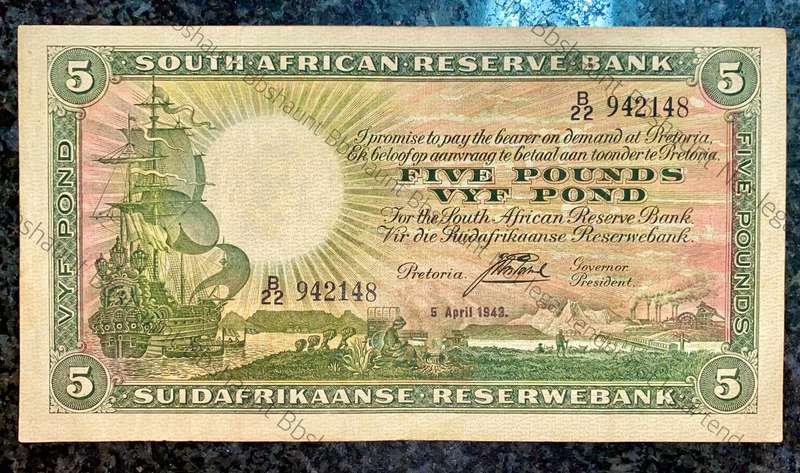 SOUTH AFRICAN RESERVE BANK
5
5
VYF POND
FIVE POUNDS
B/22 942148
I promise to pay the bearer on demand at Pretoria,
Ek beloof op aanvraag te betaal aan toonder te Pretoria,
FIVE POUNDS
VYF POND
For the South African Reserve Bank.
Vir die Suidafrikaanse Reserwebank.
Pretoria.
Governor.
President.
B/22 942148
5 April 1943.
5
5
SUIDAFRIKAANSE RESERWEBANK
Bbshaunt Bbshaunt Bbshaunt